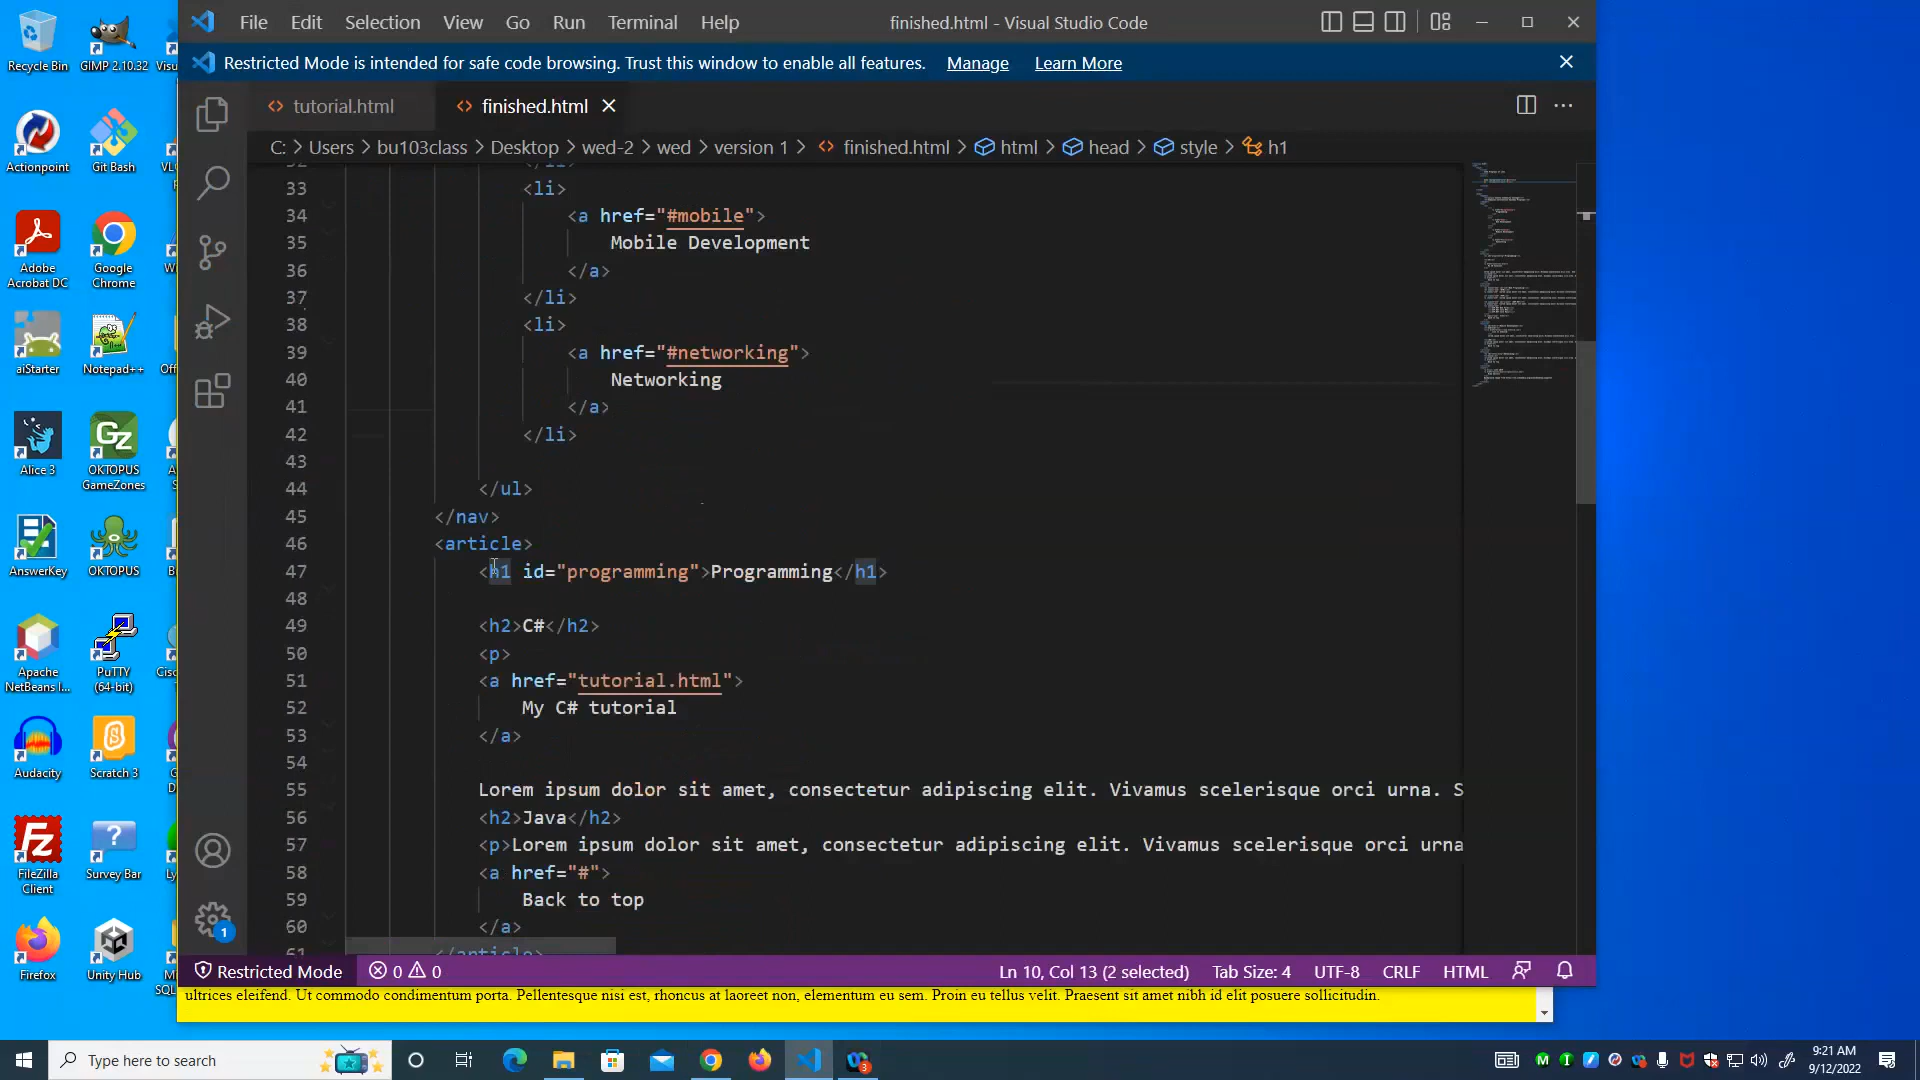 File Edit Selection View Go Run Terminal Help finished.html - Visual Studio Code
Restricted Mode is intended for safe code browsing. Trust this window to enable all features. Manage Learn More
tutorial.html finished.html
C: > Users > bu103class > Desktop > wed-2 > wed > version 1 > finished.html > html > head > style > h1
33 <li>
34 <a href="#mobile">
35 Mobile Development
36 </a>
37 </li>
38 <li>
39 <a href="#networking">
40 Networking
41 </a>
42 </li>
43
44 </ul>
45 </nav>
46 <article>
47 <h1 id="programming">Programming</h1>
48
49 <h2>C#</h2>
50 <p>
51 <a href="tutorial.html">
52 My C# tutorial
53 </a>
54
55 Lorem ipsum dolor sit amet, consectetur adipiscing elit. Vivamus scelerisque orci urna. S
56 <h2>Java</h2>
57 <p>Lorem ipsum dolor sit amet, consectetur adipiscing elit. Vivamus scelerisque orci urna
58 <a href="#">
59 Back to top
60 </a>
61 </article>
1
Restricted Mode 0 0 Ln 10, Col 13 (2 selected) Tab Size: 4 UTF-8 CRLF HTML
ultrices eleifend. Ut commodo condimentum porta. Pellentesque nisi est, rhoncus at laoreet non, elementum eu sem. Proin eu tellus velit. Praesent sit amet nibh id elit posuere sollicitudin.
Recycle Bin GIMP 2.10.32
Actionpoint Git Bash
Adobe Acrobat DC Google Chrome
aiStarter Notepad++
Alice 3 OKTOPUS GameZones
AnswerKey OKTOPUS
Apache NetBeans I... PuTTY (64-bit)
Audacity Scratch 3
FileZilla Client Survey Bar
Firefox Unity Hub
Type here to search
3
9:21 AM
9/12/2022